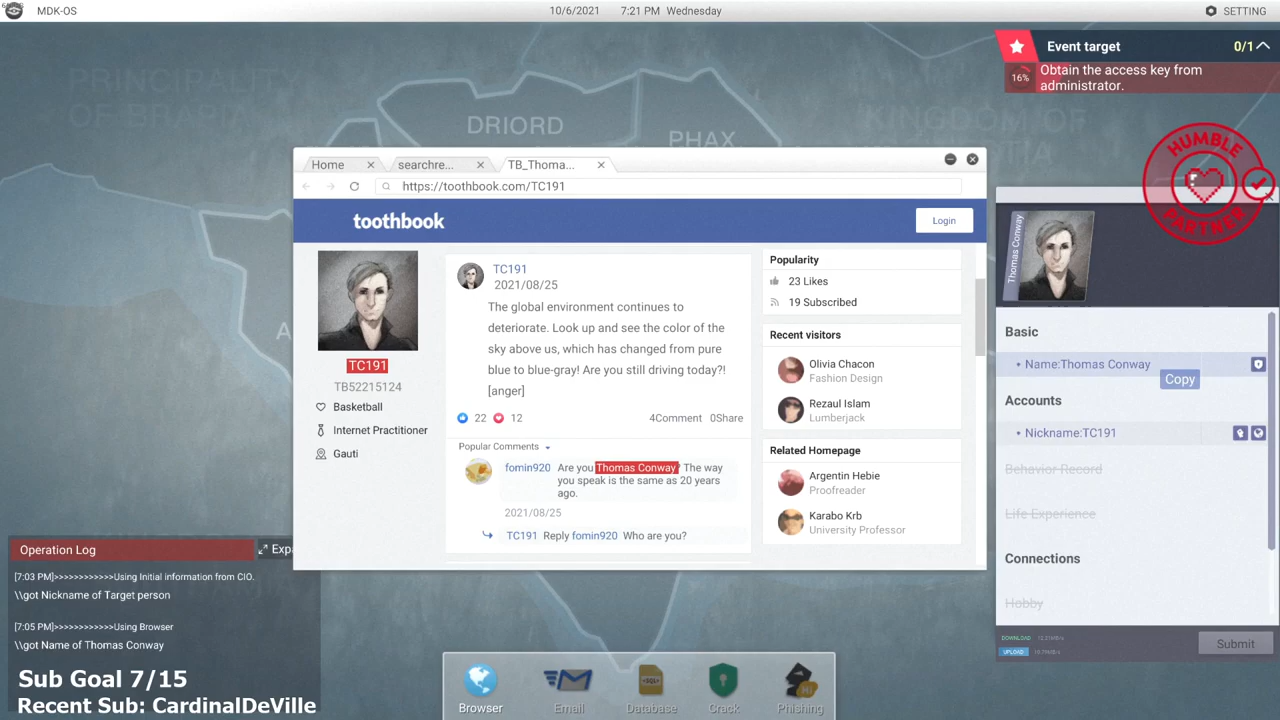 MDK-OS
10/6/2021 7:21 PM Wednesday
SETTING
Event target 0/1
16% Obtain the access key from
administrator.
PRINCIPALITY
OF BRAPIA
DRIORD
PHAX
KINGDOM OF
HUMBLE
PARTNER
Home
searchre...
TB_Thoma...
https://toothbook.com/TC191
toothbook
Login
TC191
TB52215124
Basketball
Internet Practitioner
Gauti
TC191
2021/08/25
The global environment continues to
deteriorate. Look up and see the color of the
sky above us, which has changed from pure
blue to blue-gray! Are you still driving today?!
[anger]
22 12 4Comment 0Share
Popular Comments
fomin920 Are you Thomas Conway? The way
you speak is the same as 20 years
ago.
2021/08/25
TC191 Reply fomin920 Who are you?
Popularity
23 Likes
19 Subscribed
Recent visitors
Olivia Chacon
Fashion Design
Rezaul Islam
Lumberjack
Related Homepage
Argentin Hebie
Proofreader
Karabo Krb
University Professor
Thomas Conway
Basic
• Name:Thomas Conway
Copy
Accounts
• Nickname:TC191
Behavior Record
Life Experience
Connections
Hobby
DOWNLOAD
UPLOAD
Submit
Operation Log
Expa
[7:03 PM]>>>>>>>>>>>>Using Initial information from CIO.
\\got Nickname of Target person
[7:05 PM]>>>>>>>>>>>>Using Browser
\\got Name of Thomas Conway
Sub Goal 7/15
Recent Sub: CardinalDeVille
Browser
Email
SQL
Database
Crack
Hi
Phishing